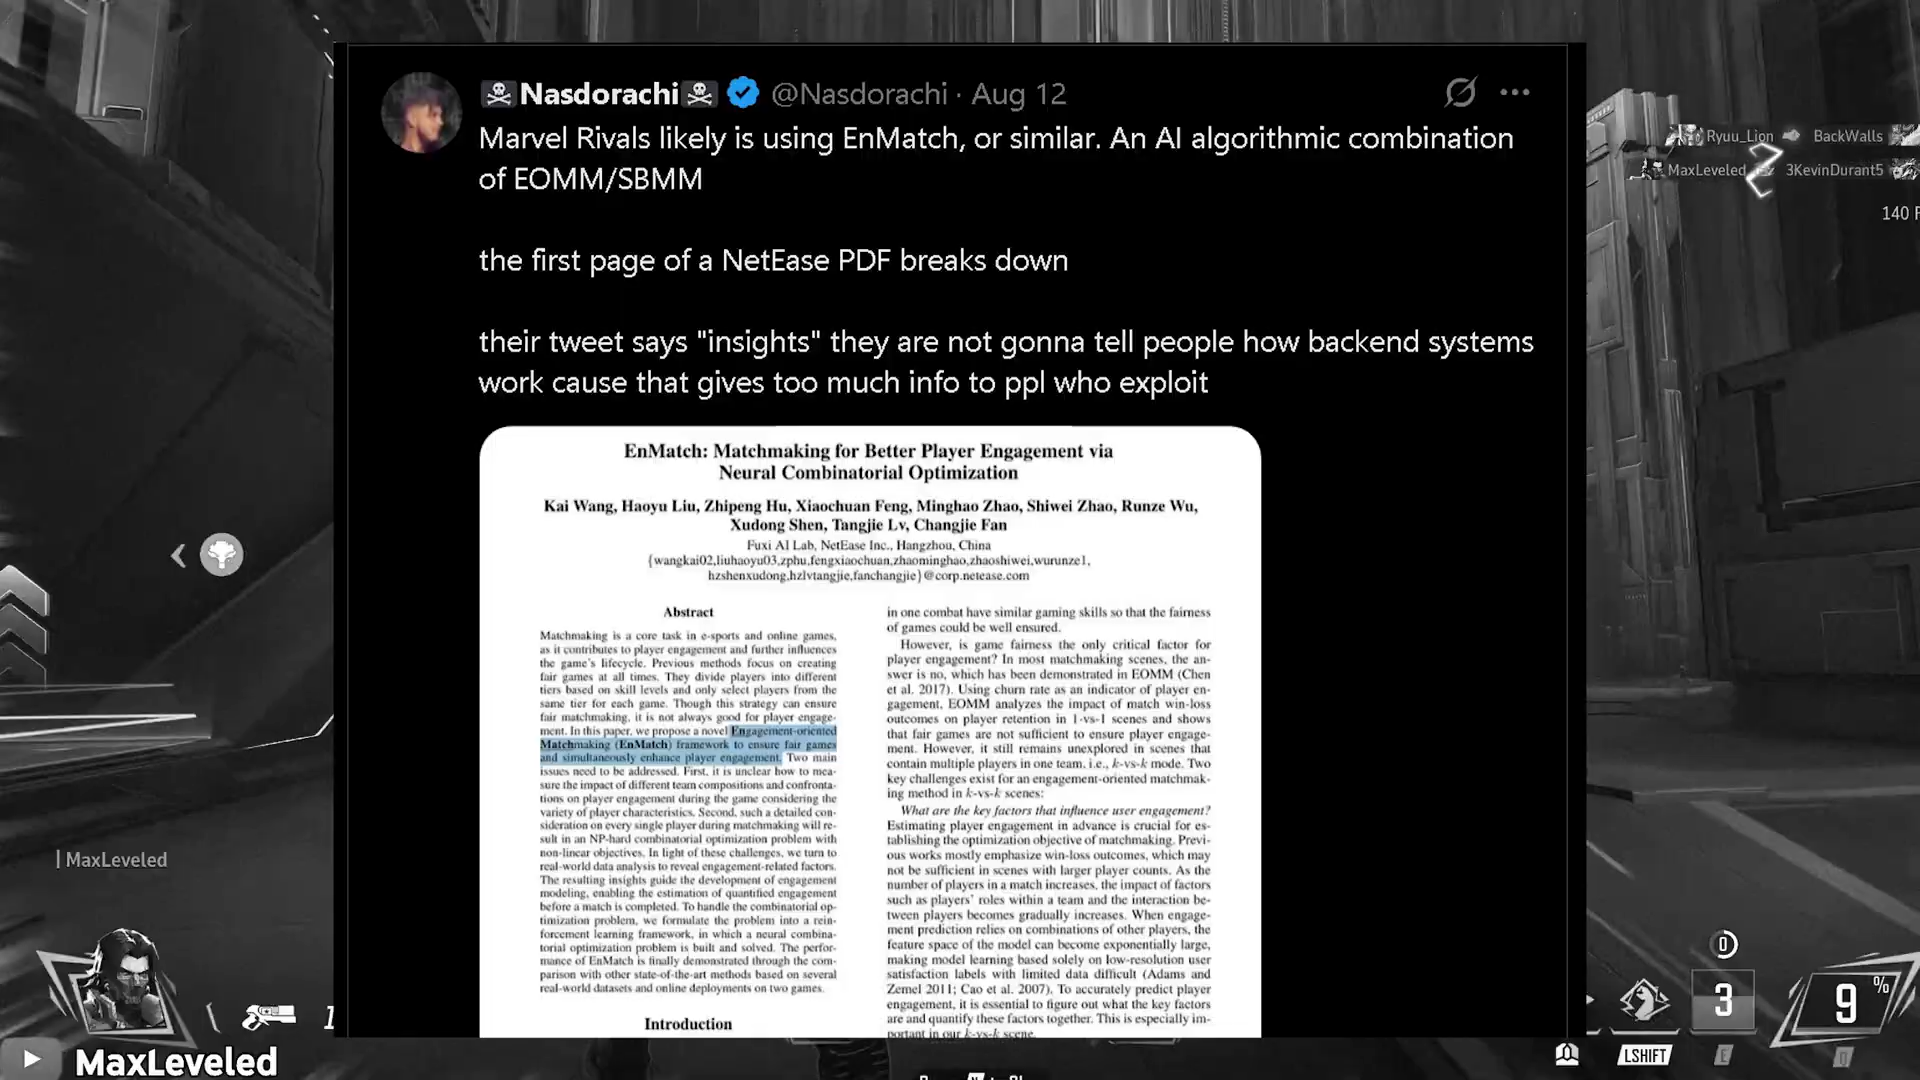 Nasdorachi @Nasdorachi · Aug 12
Marvel Rivals likely is using EnMatch, or similar. An AI algorithmic combination
of EOMM/SBMM
the first page of a NetEase PDF breaks down
their tweet says "insights" they are not gonna tell people how backend systems
work cause that gives too much info to ppl who exploit
EnMatch: Matchmaking for Better Player Engagement via
Neural Combinatorial Optimization
Kai Wang, Haoyu Liu, Zhipeng Hu, Xiaochuan Feng, Minghao Zhao, Shiwei Zhao, Runze Wu,
Xudong Shen, Tangjie Lv, Changjie Fan
Fuxi AI Lab, NetEase Inc., Hangzhou, China
{wangkai02,liuhaoyu03,zphu,fengxiaochuan,zhaominghao,zhaoshiwei,wurunze1,
hzshenxudong,hzlvtangjie,fanchangjie}@corp.netease.com
Abstract
Matchmaking is a core task in e-sports and online games,
as it contributes to player engagement and further influences
the game's lifecycle. Previous methods focus on creating
fair games at all times. They divide players into different
tiers based on skill levels and only select players from the
same tier for each game. Though this strategy can ensure
fair matchmaking, it is not always good for player engage-
ment. In this paper, we propose a novel Engagement-oriented
Matchmaking (EnMatch) framework to ensure fair games
and simultaneously enhance player engagement. Two main
issues need to be addressed. First, it is unclear how to mea-
sure the impact of different team compositions and confronta-
tions on player engagement during the game considering the
variety of player characteristics. Second, such a detailed con-
sideration on every single player during matchmaking will re-
sult in an NP-hard combinatorial optimization problem with
non-linear objectives. In light of these challenges, we turn to
real-world data analysis to reveal engagement-related factors.
The resulting insights guide the development of engagement
modeling, enabling the estimation of quantified engagement
before a match is completed. To handle the combinatorial op-
timization problem, we formulate the problem into a rein-
forcement learning framework, in which a neural combina-
torial optimization problem is built and solved. The perfor-
mance of EnMatch is finally demonstrated through the com-
parison with other state-of-the-art methods based on several
real-world datasets and online deployments on two games.
Introduction
in one combat have similar gaming skills so that the fairness
of games could be well ensured.
However, is game fairness the only critical factor for
player engagement? In most matchmaking scenes, the an-
swer is no, which has been demonstrated in EOMM (Chen
et al. 2017). Using churn rate as an indicator of player en-
gagement, EOMM analyzes the impact of match win-loss
outcomes on player retention in 1-vs-1 scenes and shows
that fair games are not sufficient to ensure player engage-
ment. However, it still remains unexplored in scenes that
contain multiple players in one team, i.e., k-vs-k mode. Two
key challenges exist for an engagement-oriented matchmak-
ing method in k-vs-k scenes:
What are the key factors that influence user engagement?
Estimating player engagement in advance is crucial for es-
tablishing the optimization objective of matchmaking. Previ-
ous works mostly emphasize win-loss outcomes, which may
not be sufficient in scenes with larger player counts. As the
number of players in a match increases, the impact of factors
such as players' roles within a team and the interaction be-
tween players becomes gradually increases. When engage-
ment prediction relies on combinations of other players, the
feature space of the model can become exponentially large,
making model learning based solely on low-resolution user
satisfaction labels with limited data difficult (Adams and
Zemel 2011; Cao et al. 2007). To accurately predict player
engagement, it is essential to figure out what the key factors
are and quantify these factors together. This is especially im-
portant in our k-vs-k scene.
Ryuu_Lion BackWalls
MaxLeveled 3KevinDurant5
140 F
| MaxLeveled
MaxLeveled
0
3
9 %
LSHIFT
E
Q